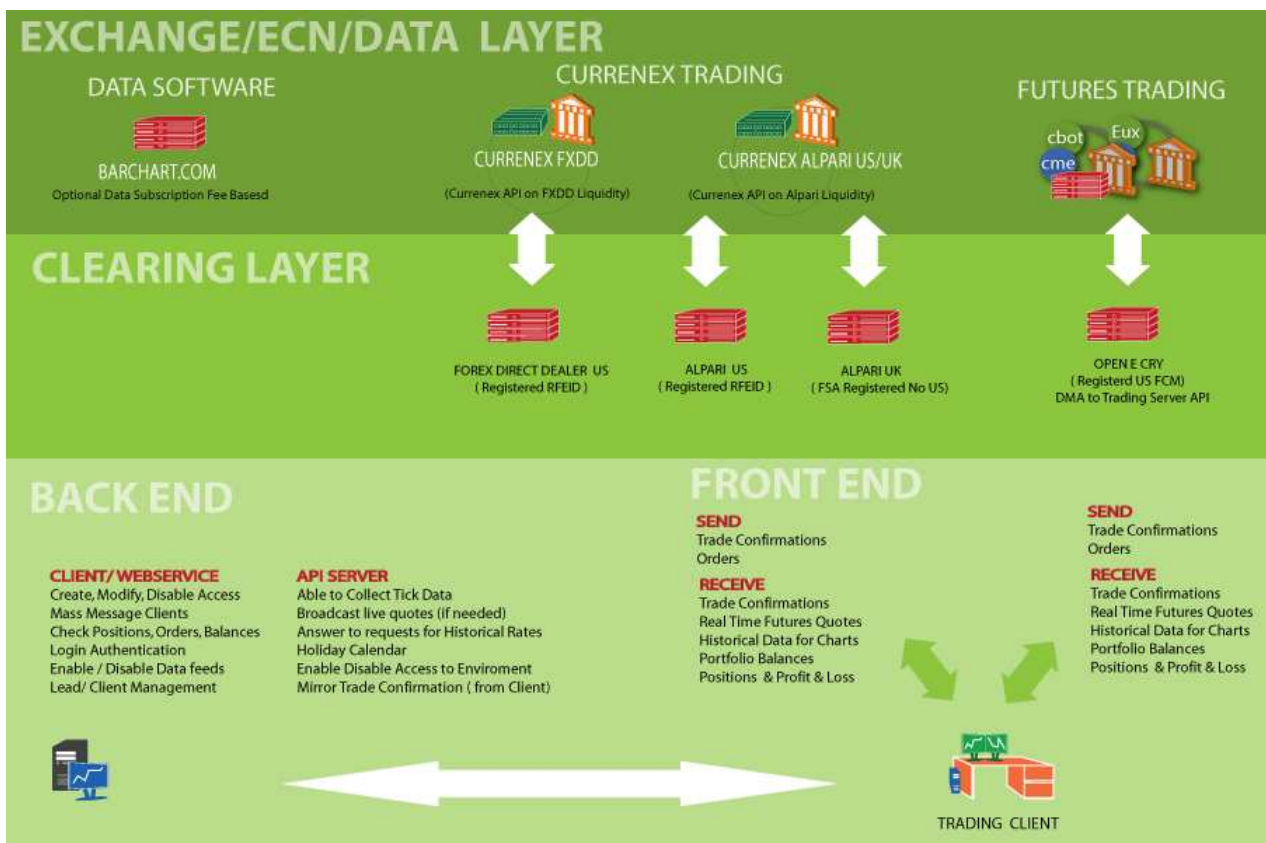 EXCHANGE/ECN/DATA LAYER
DATA SOFTWARE
BARCHART.COM
Optional Data Subscription Fee Basesd
CURRENEX TRADING
CURRENEX FXDD
(Currenex API on FXDD Liquidity)
CURRENEX ALPARI US/UK
(Currenex API on Alpari Liquidity)
FUTURES TRADING
cbot
Eux
cme
CLEARING LAYER
FOREX DIRECT DEALER US
( Registered RFEID )
ALPARI US
( Registered RFEID )
ALPARI UK
( FSA Registered No US)
OPEN E CRY
( Registerd US FCM)
DMA to Trading Server API
BACK END
CLIENT/ WEBSERVICE
Create, Modify, Disable Access
Mass Message Clients
Check Positions, Orders, Balances
Login Authentication
Enable / Disable Data feeds
Lead/ Client Management
API SERVER
Able to Collect Tick Data
Broadcast live quotes (if needed)
Answer to requests for Historical Rates
Holiday Calendar
Enable Disable Access to Enviroment
Mirror Trade Confirmation ( from Client)
FRONT END
SEND
Trade Confirmations
Orders
RECEIVE
Trade Confirmations
Real Time Futures Quotes
Historical Data for Charts
Portfolio Balances
Positions & Profit & Loss
SEND
Trade Confirmations
Orders
RECEIVE
Trade Confirmations
Real Time Futures Quotes
Historical Data for Charts
Portfolio Balances
Positions & Profit & Loss
TRADING CLIENT